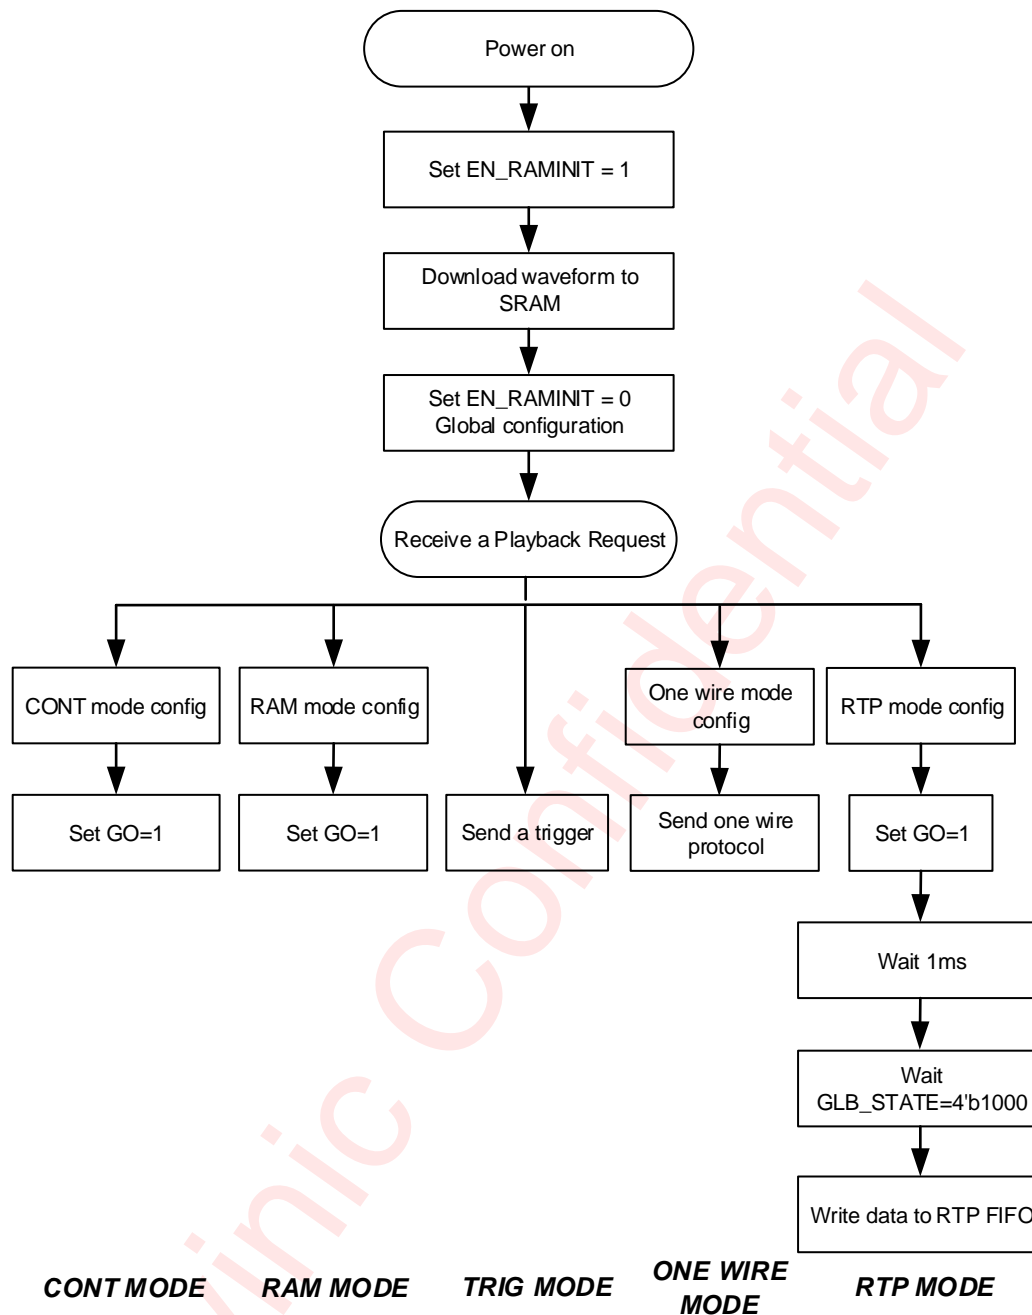 Power on
Set EN_RAMINIT = 1
Download waveform to
SRAM
Set EN_RAMINIT = 0
Global configuration
Receive a Playback Request
CONT mode config
RAM mode config
One wire mode
config
RTP mode config
Set GO=1
Set GO=1
Send a trigger
Send one wire
protocol
Set GO=1
Wait 1ms
Wait
GLB_STATE=4'b1000
Write data to RTP FIFO
CONT MODE
RAM MODE
TRIG MODE
ONE WIRE
MODE
RTP MODE
inic Confidential